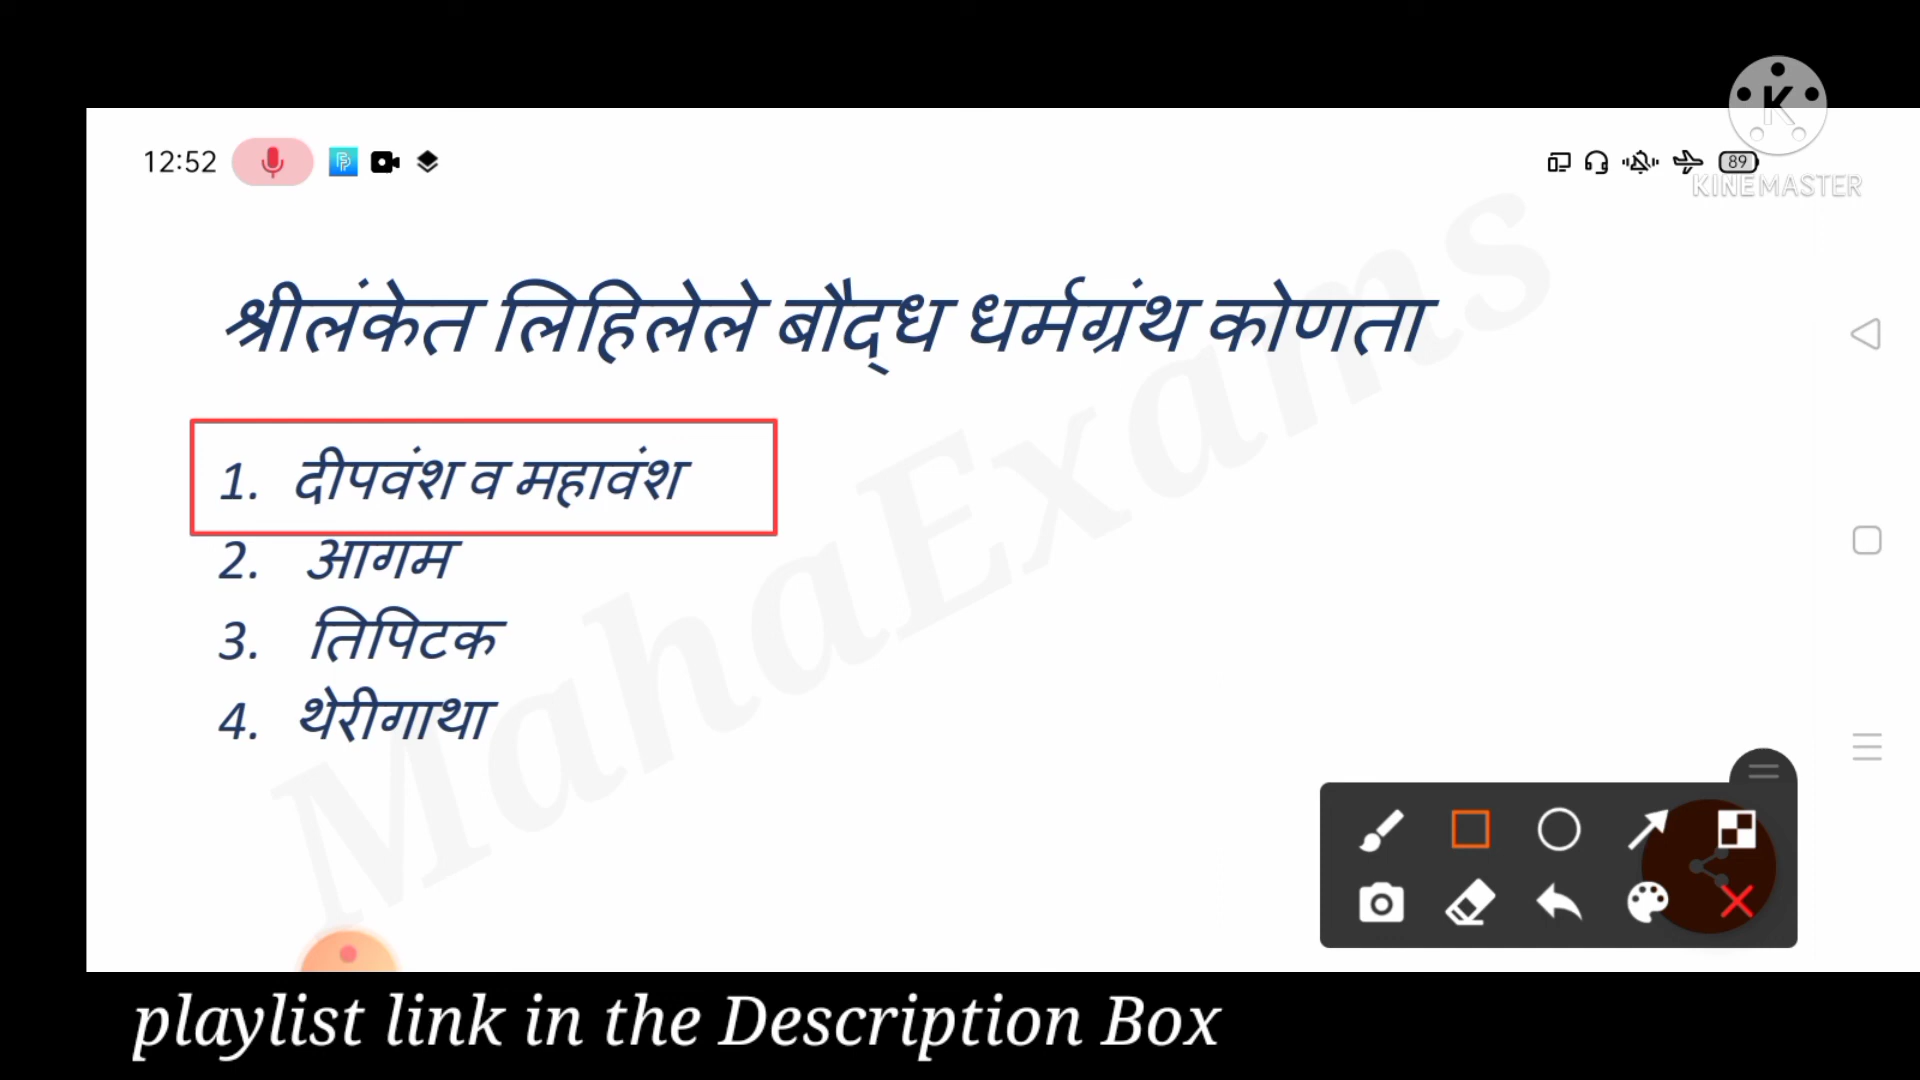 12:52
89
KINEMASTER
श्रीलंकेत लिहिलेले बौद्‌ध धर्मग्रंथ कोणता
1. दीपवंश व महावंश
2. आगम
3. तिपिटक
4. थेरीगाथा
MahaExams
playlist link in the Description Box